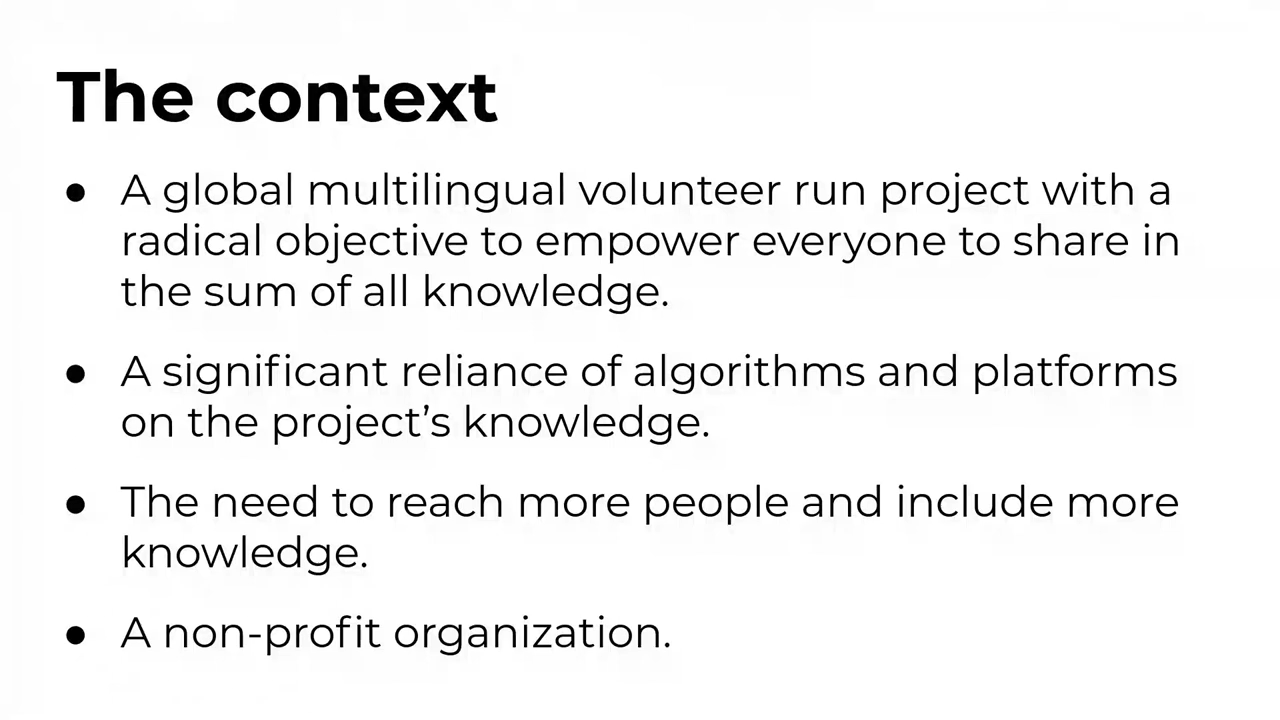 The context
● A global multilingual volunteer run project with a
radical objective to empower everyone to share in
the sum of all knowledge.
● A significant reliance of algorithms and platforms
on the project’s knowledge.
● The need to reach more people and include more
knowledge.
● A non-profit organization.